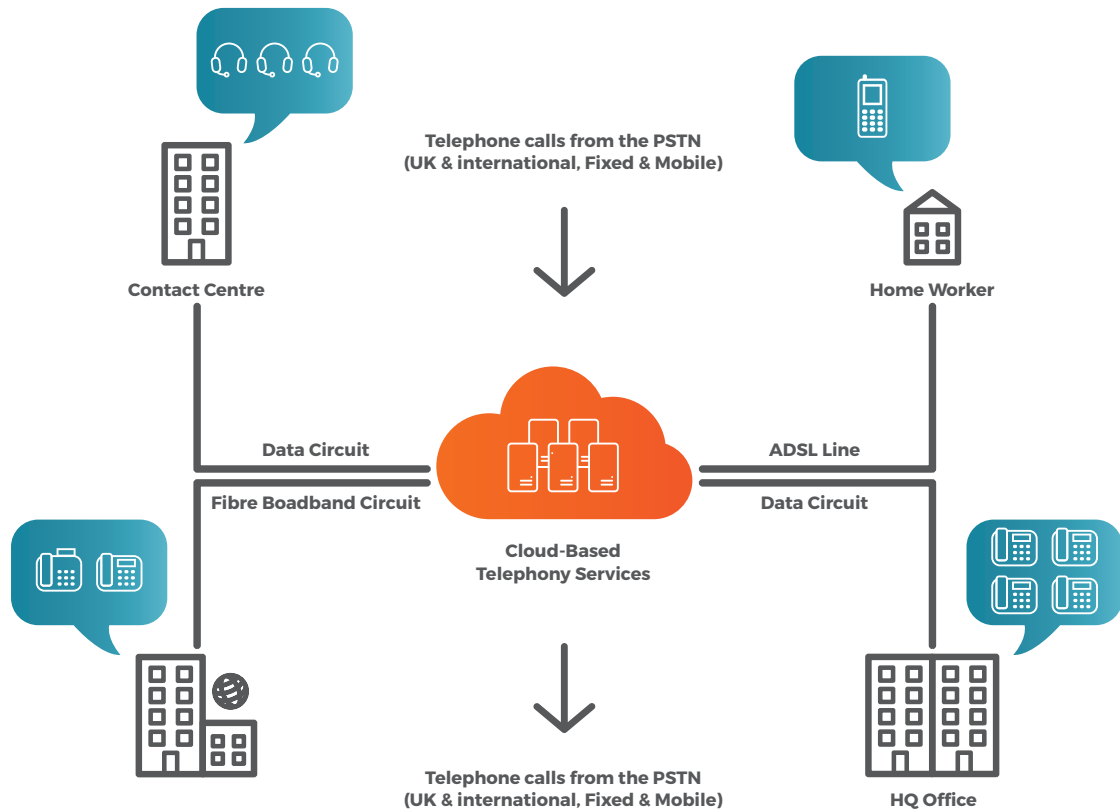 Telephone calls from the PSTN
(UK & international, Fixed & Mobile)
Contact Centre
Home Worker
Data Circuit
ADSL Line
Fibre Boadband Circuit
Data Circuit
Cloud-Based
Telephony Services
Telephone calls from the PSTN
(UK & international, Fixed & Mobile)
HQ Office